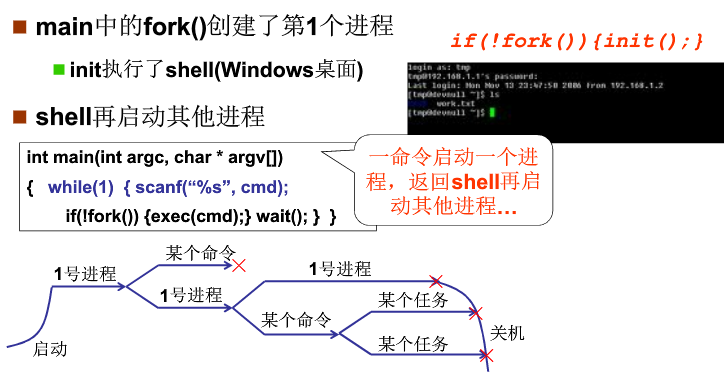 main中的fork()创建了第1个进程
if(!fork()){init();}
init执行了shell(Windows桌面)
login as: tmp
tmp@192.168.1.1's password:
Last login: Mon Nov 13 23:47:50 2006 from 192.168.1.2
[tmp@devnull ~]$ ls
work.txt
[tmp@devnull ~]$
shell再启动其他进程
int main(int argc, char * argv[])
{ while(1) { scanf(“%s”, cmd);
if(!fork()) {exec(cmd);} wait(); } }
一命令启动一个进
程，返回shell再启
动其他进程…
某个命令
1号进程
1号进程
1号进程
某个命令
某个任务
某个任务
启动
关机